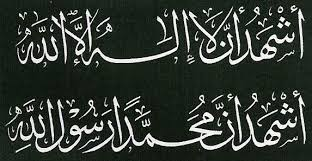 أشهد أن لا إله إلا الله
أشهد أن محمدا رسول الله